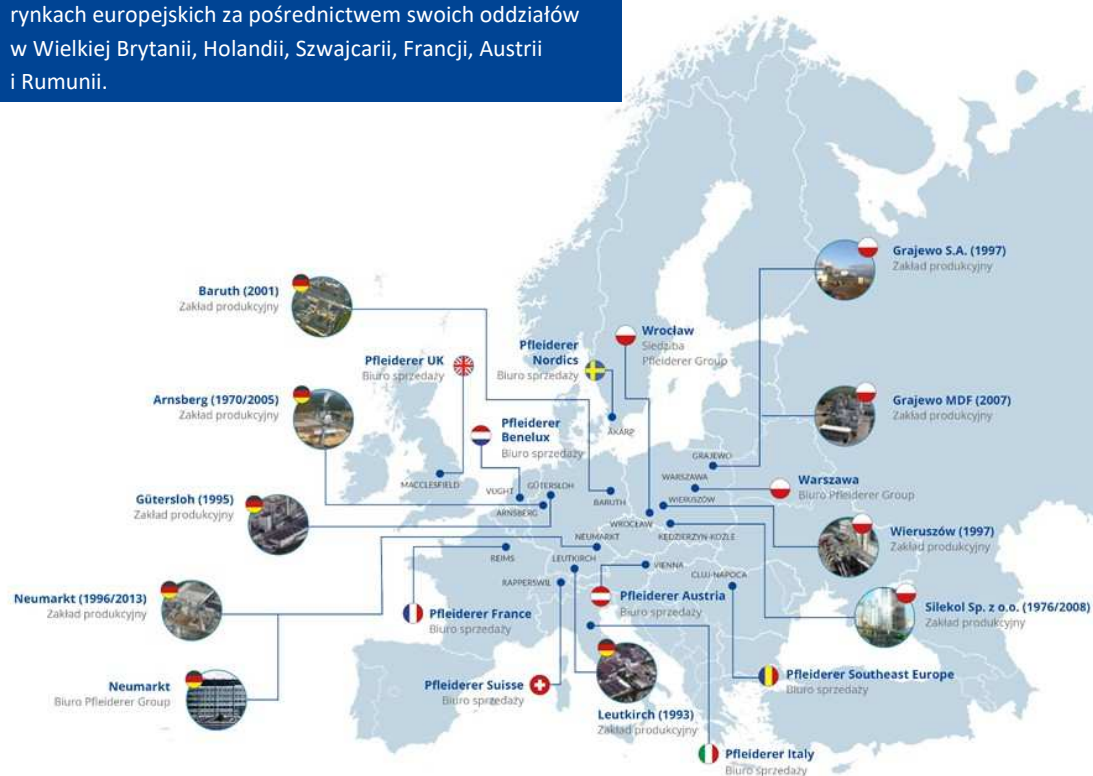 rynkach europejskich za pośrednictwem swoich oddziałów
w Wielkiej Brytanii, Holandii, Szwajcarii, Francji, Austrii
i Rumunii.
Grajewo S.A. (1997)
Zakład produkcyjny
Baruth (2001)
Zakład produkcyjny
Wrocław
Siedziba
Pfleiderer Group
Pfleiderer
Nordics
Biuro sprzedaży
Pfleiderer UK
Biuro sprzedaży
Arnsberg (1970/2005)
Zakład produkcyjny
Grajewo MDF (2007)
Zakład produkcyjny
Pfleiderer
Benelux
Biuro sprzedaży
ÅKARP
GRAJEWO
MACCLESFIELD
WARSZAWA
Warszawa
Biuro Pfleiderer Group
VUGHT
GÜTERSLOH
Gütersloh (1995)
Zakład produkcyjny
BARUTH
WIERUSZÓW
ARNSBERG
WROCŁAW
NEUMARKT
KĘDZIERZYN-KOŹLE
Wieruszów (1997)
Zakład produkcyjny
REIMS
LEUTKIRCH
VIENNA
RAPPERSWIL
CLUJ-NAPOCA
Neumarkt (1996/2013)
Zakład produkcyjny
Pfleiderer France
Biuro sprzedaży
Pfleiderer Austria
Biuro sprzedaży
Silekol Sp. z o.o. (1976/2008)
Zakład produkcyjny
Neumarkt
Biuro Pfleiderer Group
Pfleiderer Suisse
Biuro sprzedaży
Pfleiderer Southeast Europe
Biuro sprzedaży
Leutkirch (1993)
Zakład produkcyjny
Pfleiderer Italy
Biuro sprzedaży